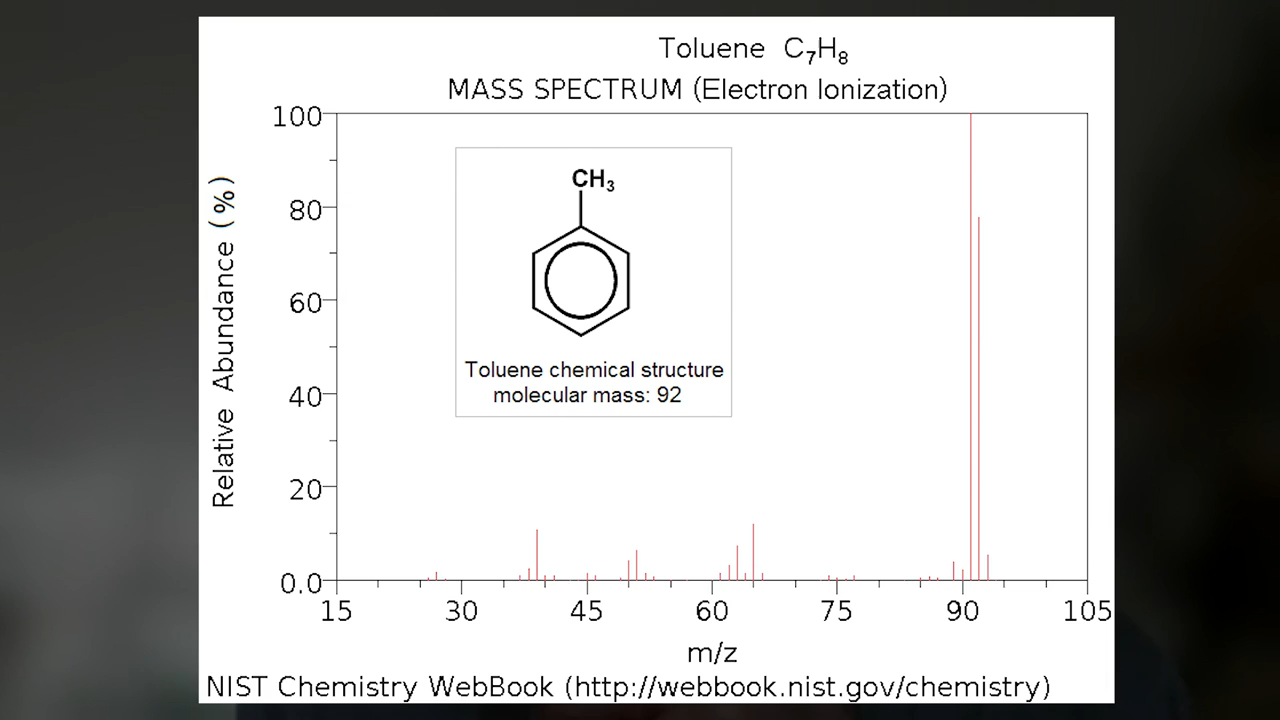 Toluene C₇H₈
MASS SPECTRUM (Electron Ionization)
Relative Abundance (%)
100
80
60
40
20
0.0
CH₃
Toluene chemical structure
molecular mass: 92
15 30 45 60 75 90 105
m/z
NIST Chemistry WebBook (http://webbook.nist.gov/chemistry)